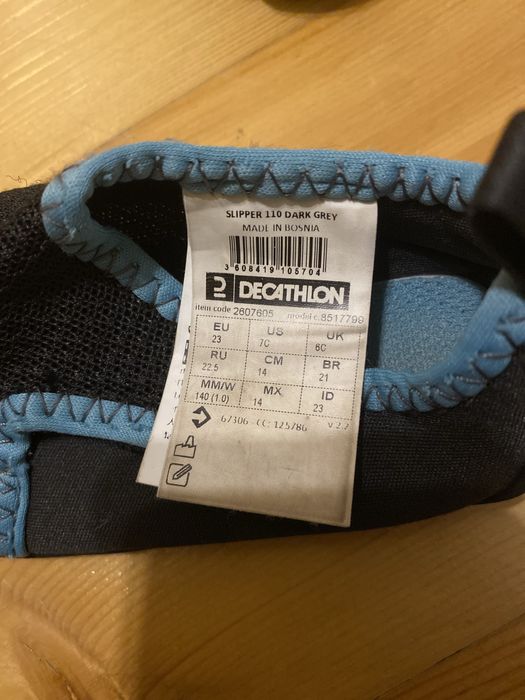 SLIPPER 110 DARK GREY
MADE IN BOSNIA
3 608419 105704
DECATHLON
item code 2607605 model c. 8517799
EU 23
US 7C
UK 6C
RU 22.5
CM 14
BR 21
MM/W 140 (1.0)
MX 14
ID 23
67306 - CC: 125786 v 2.2